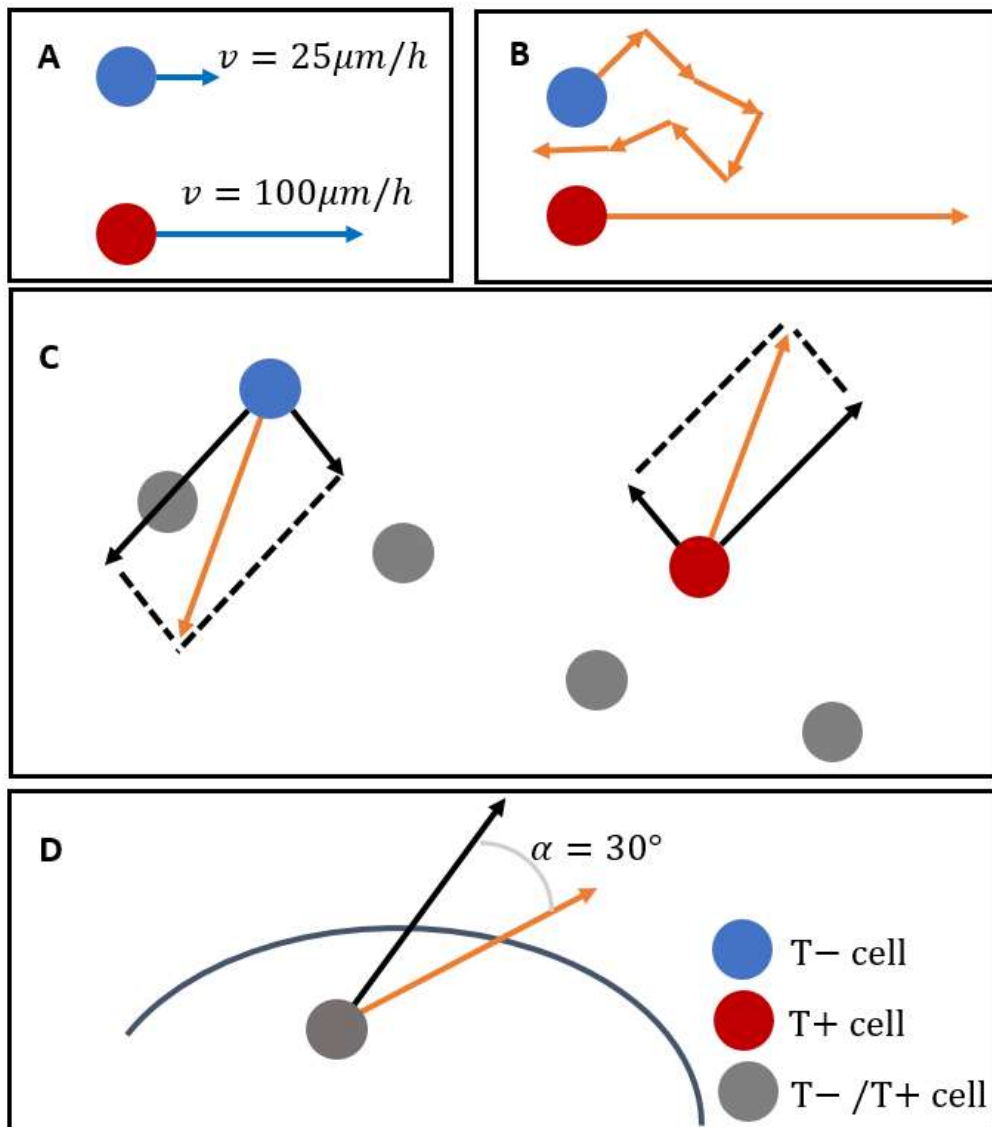 A
v = 25μm/h
v = 100μm/h
B
C
D
α = 30°
T− cell
T+ cell
T− /T+ cell